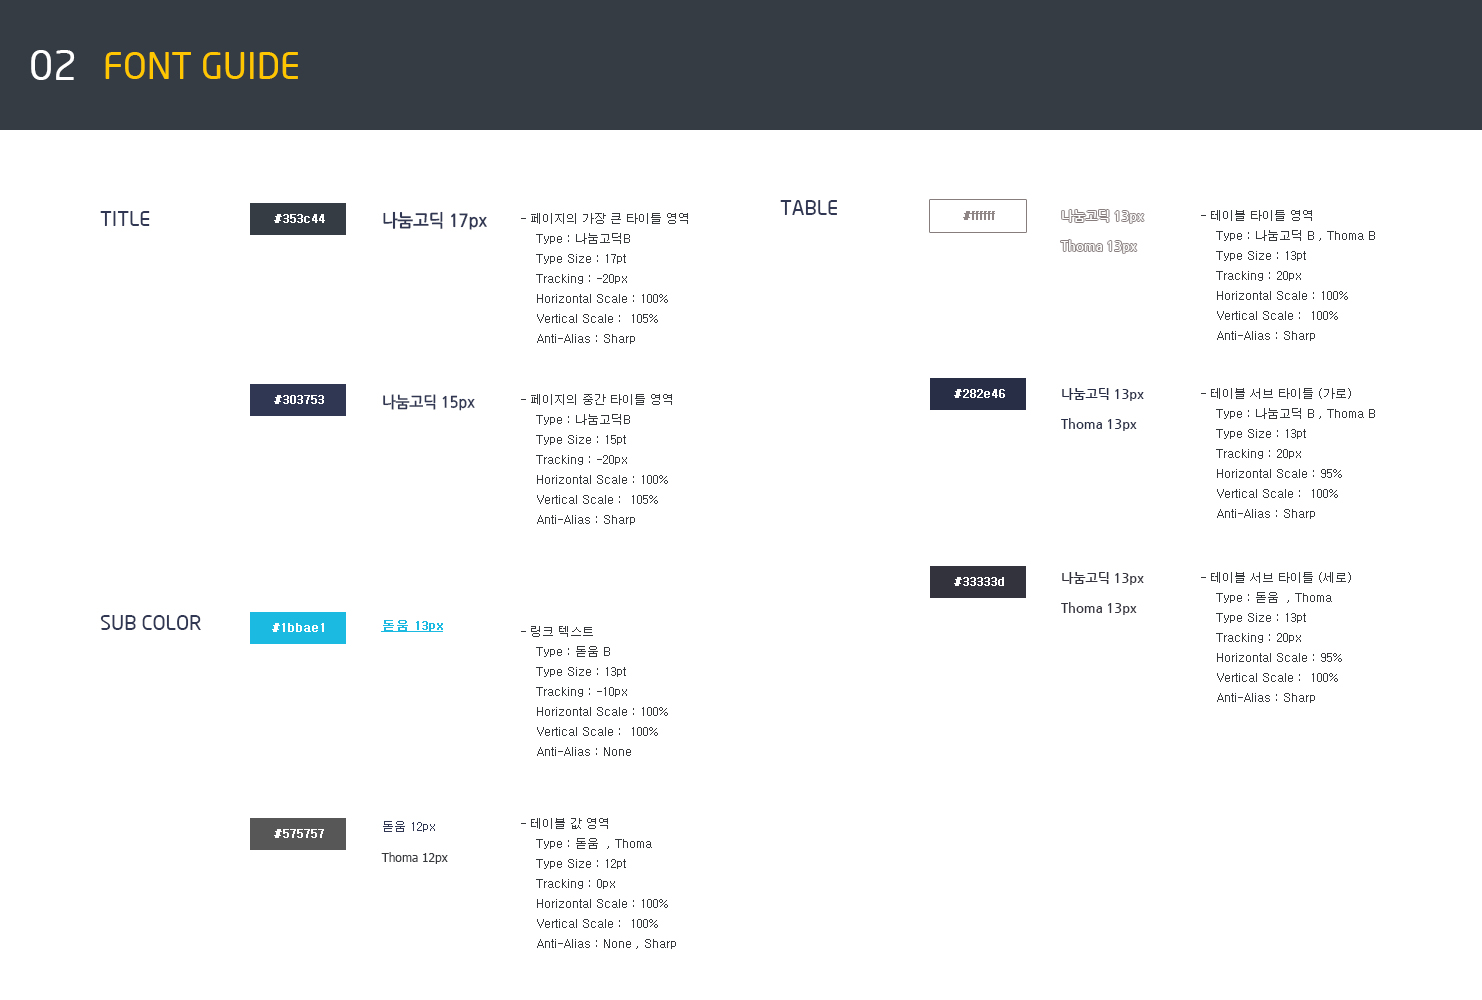 02 FONT GUIDE
TITLE
#353c44
나눔고딕 17px
- 페이지의 가장 큰 타이틀 영역
Type : 나눔고딕B
Type Size : 17pt
Tracking : -20px
Horizontal Scale : 100%
Vertical Scale : 105%
Anti-Alias : Sharp
#303753
나눔고딕 15px
- 페이지의 중간 타이틀 영역
Type : 나눔고딕B
Type Size : 15pt
Tracking : -20px
Horizontal Scale : 100%
Vertical Scale : 105%
Anti-Alias : Sharp
SUB COLOR
#1bbae1
돋움 13px
- 링크 텍스트
Type : 돋움 B
Type Size : 13pt
Tracking : -10px
Horizontal Scale : 100%
Vertical Scale : 100%
Anti-Alias : None
#575757
돋움 12px
Thoma 12px
- 테이블 값 영역
Type : 돋움 , Thoma
Type Size : 12pt
Tracking : 0px
Horizontal Scale : 100%
Vertical Scale : 100%
Anti-Alias : None , Sharp
TABLE
#ffffff
나눔고딕 13px
Thoma 13px
- 테이블 타이틀 영역
Type : 나눔고딕 B , Thoma B
Type Size : 13pt
Tracking : 20px
Horizontal Scale : 100%
Vertical Scale : 100%
Anti-Alias : Sharp
#282e46
나눔고딕 13px
Thoma 13px
- 테이블 서브 타이틀 (가로)
Type : 나눔고딕 B , Thoma B
Type Size : 13pt
Tracking : 20px
Horizontal Scale : 95%
Vertical Scale : 100%
Anti-Alias : Sharp
#33333d
나눔고딕 13px
Thoma 13px
- 테이블 서브 타이틀 (세로)
Type : 돋움 , Thoma
Type Size : 13pt
Tracking : 20px
Horizontal Scale : 95%
Vertical Scale : 100%
Anti-Alias : Sharp